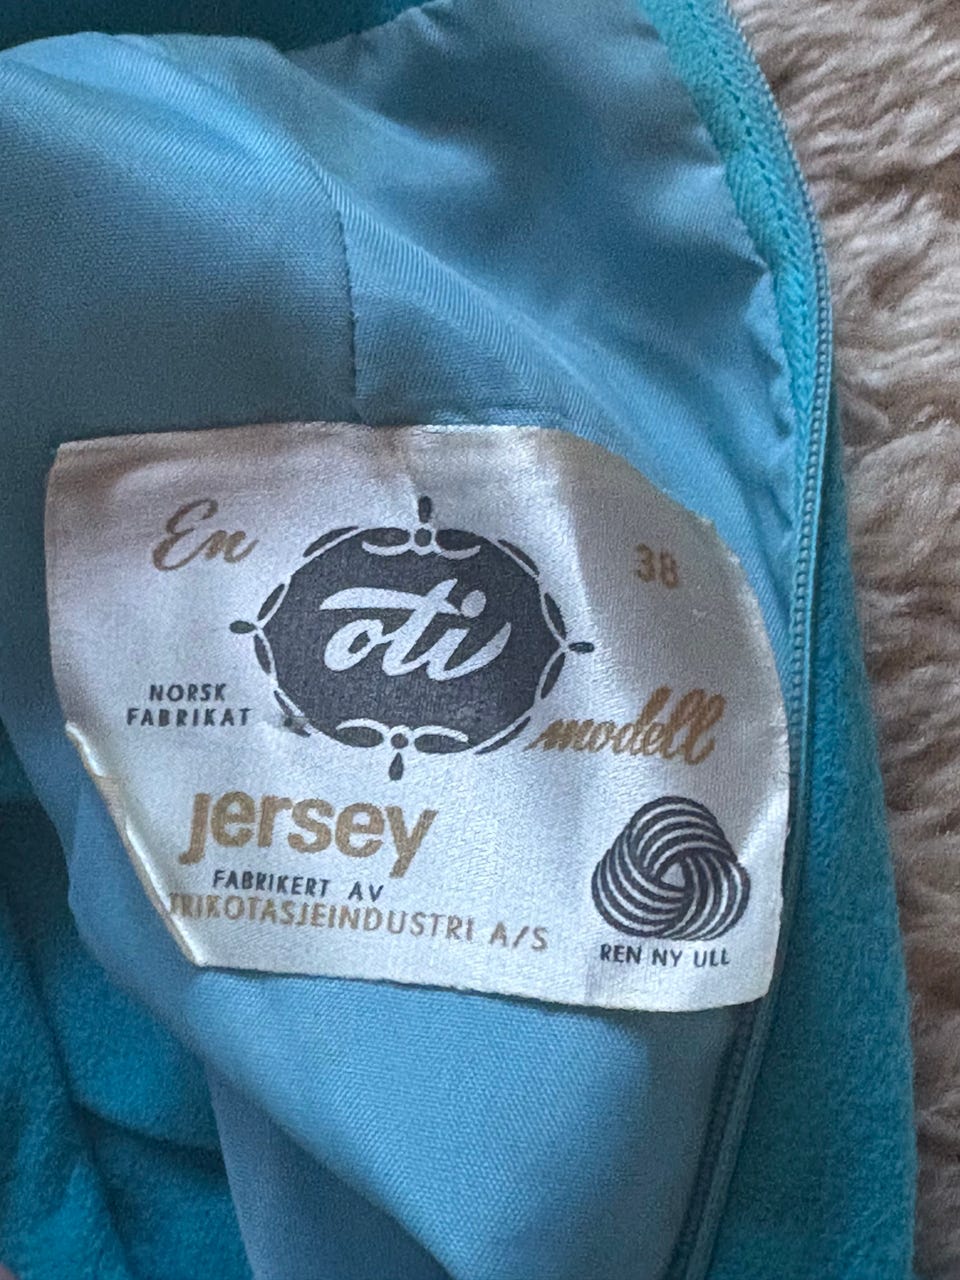 En
oti
38
modell
NORSK
FABRIKAT
jersey
FABRIKERT AV
TRIKOTASJEINDUSTRI A/S
REN NY ULL